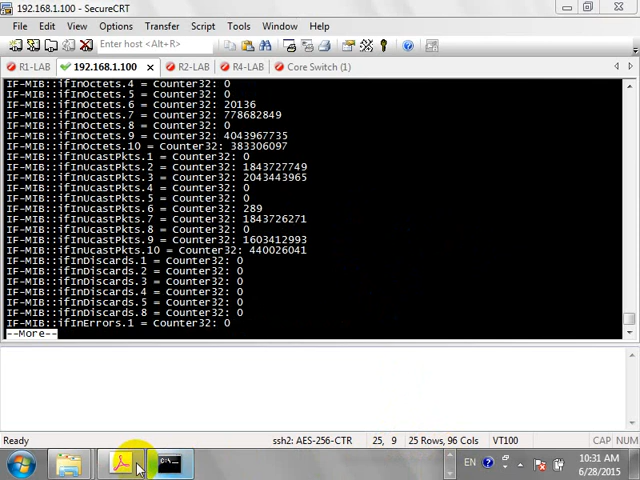 192.168.1.100 - SecureCRT
File Edit View Options Transfer Script Tools Window Help
Enter host <Alt+R>
R1-LAB 192.168.1.100 R2-LAB R4-LAB Core Switch (1)
IF-MIB::ifInOctets.4 = Counter32: 0
IF-MIB::ifInOctets.5 = Counter32: 0
IF-MIB::ifInOctets.6 = Counter32: 20136
IF-MIB::ifInOctets.7 = Counter32: 778682849
IF-MIB::ifInOctets.8 = Counter32: 0
IF-MIB::ifInOctets.9 = Counter32: 4043967735
IF-MIB::ifInOctets.10 = Counter32: 383306097
IF-MIB::ifInUcastPkts.1 = Counter32: 0
IF-MIB::ifInUcastPkts.2 = Counter32: 1843727749
IF-MIB::ifInUcastPkts.3 = Counter32: 2043443965
IF-MIB::ifInUcastPkts.4 = Counter32: 0
IF-MIB::ifInUcastPkts.5 = Counter32: 0
IF-MIB::ifInUcastPkts.6 = Counter32: 289
IF-MIB::ifInUcastPkts.7 = Counter32: 1843726271
IF-MIB::ifInUcastPkts.8 = Counter32: 0
IF-MIB::ifInUcastPkts.9 = Counter32: 1603412993
IF-MIB::ifInUcastPkts.10 = Counter32: 440026041
IF-MIB::ifInDiscards.1 = Counter32: 0
IF-MIB::ifInDiscards.2 = Counter32: 0
IF-MIB::ifInDiscards.3 = Counter32: 0
IF-MIB::ifInDiscards.4 = Counter32: 0
IF-MIB::ifInDiscards.5 = Counter32: 0
IF-MIB::ifInDiscards.8 = Counter32: 0
IF-MIB::ifInErrors.1 = Counter32: 0
--More--
Ready ssh2: AES-256-CTR 25, 9 25 Rows, 96 Cols VT100 CAP NUM
EN 10:31 AM
6/28/2015